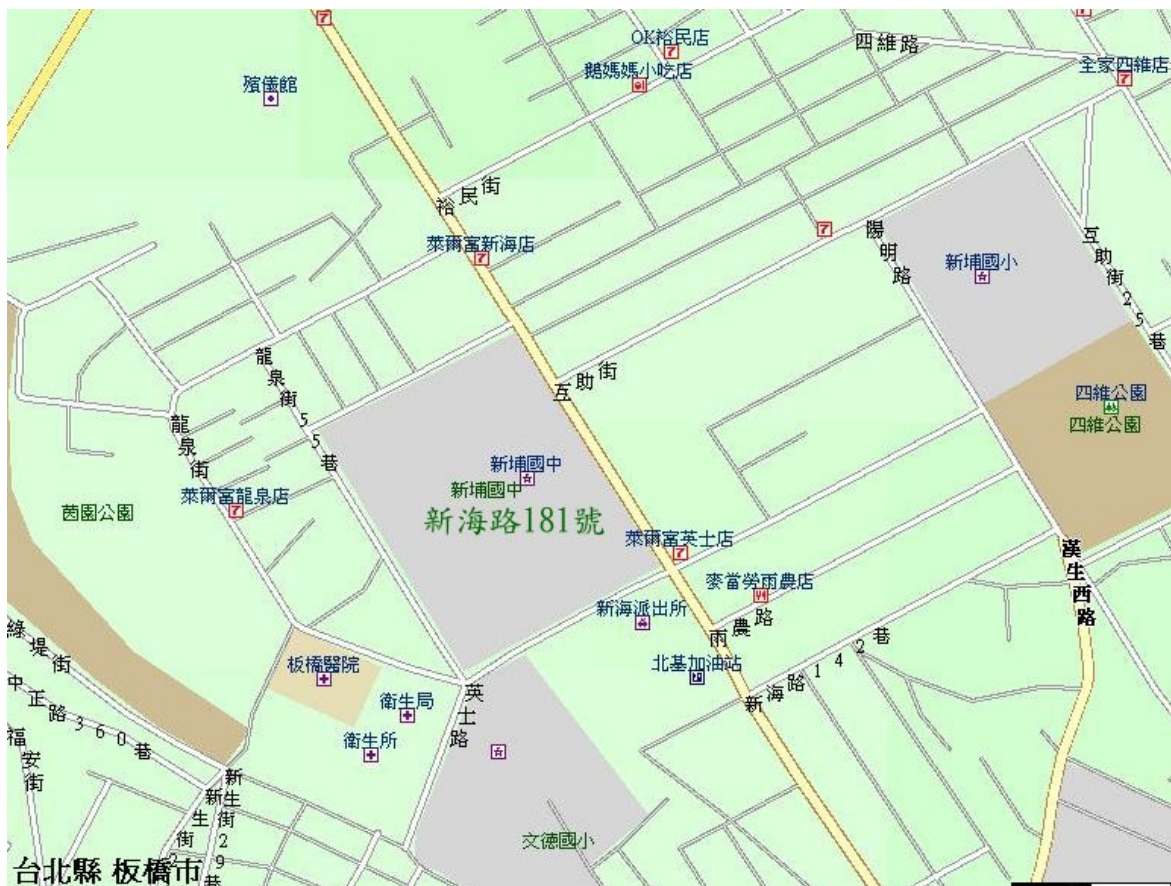 OK裕民店
四維路
鵝媽媽小吃店
全家四維店
殯儀館
裕民街
陽明路
萊爾富新海店
互助街25巷
新埔國小
龍泉街55巷
互助街
四維公園
四維公園
龍泉街
新埔國中
新埔國中
萊爾富龍泉店
茵園公園
新海路181號
萊爾富英士店
漢生西路
麥當勞雨農店
新海派出所
雨農路
綠堤街
板橋醫院
北基加油站
新海路142巷
中正路360巷
英士路
衛生局
衛生所
福安街
新生街29巷
新生街2
文德國小
台北縣 板橋市